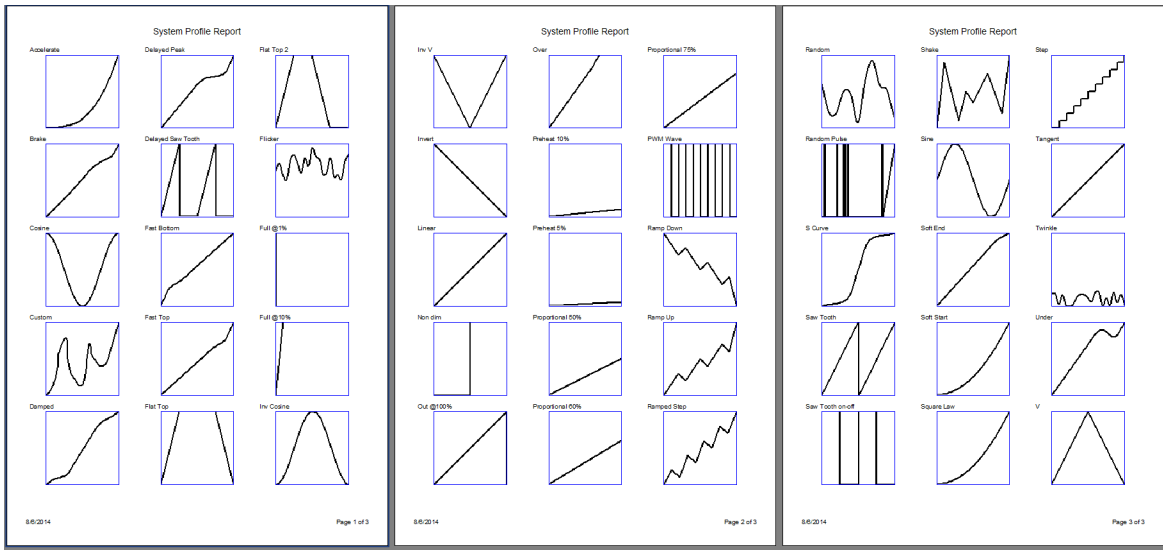 System Profile Report
Accelerate Delayed Peak Flat Top 2
Brake Delayed Saw Tooth Flicker
Cosine Fast Bottom Full @1%
Custom Fast Top Full @10%
Damped Flat Top Inv Cosine
8/6/2014 Page 1 of 3
System Profile Report
Inv V Over Proportional 75%
Invert Preheat 10% PWM Wave
Linear Preheat 5% Ramp Down
Non dim Proportional 50% Ramp Up
Out @100% Proportional 60% Ramped Step
8/6/2014 Page 2 of 3
System Profile Report
Random Shake Step
Random Pulse Sine Tangent
S Curve Soft End Twinkle
Saw Tooth Soft Start Under
Saw Tooth on-off Square Law V
8/6/2014 Page 3 of 3